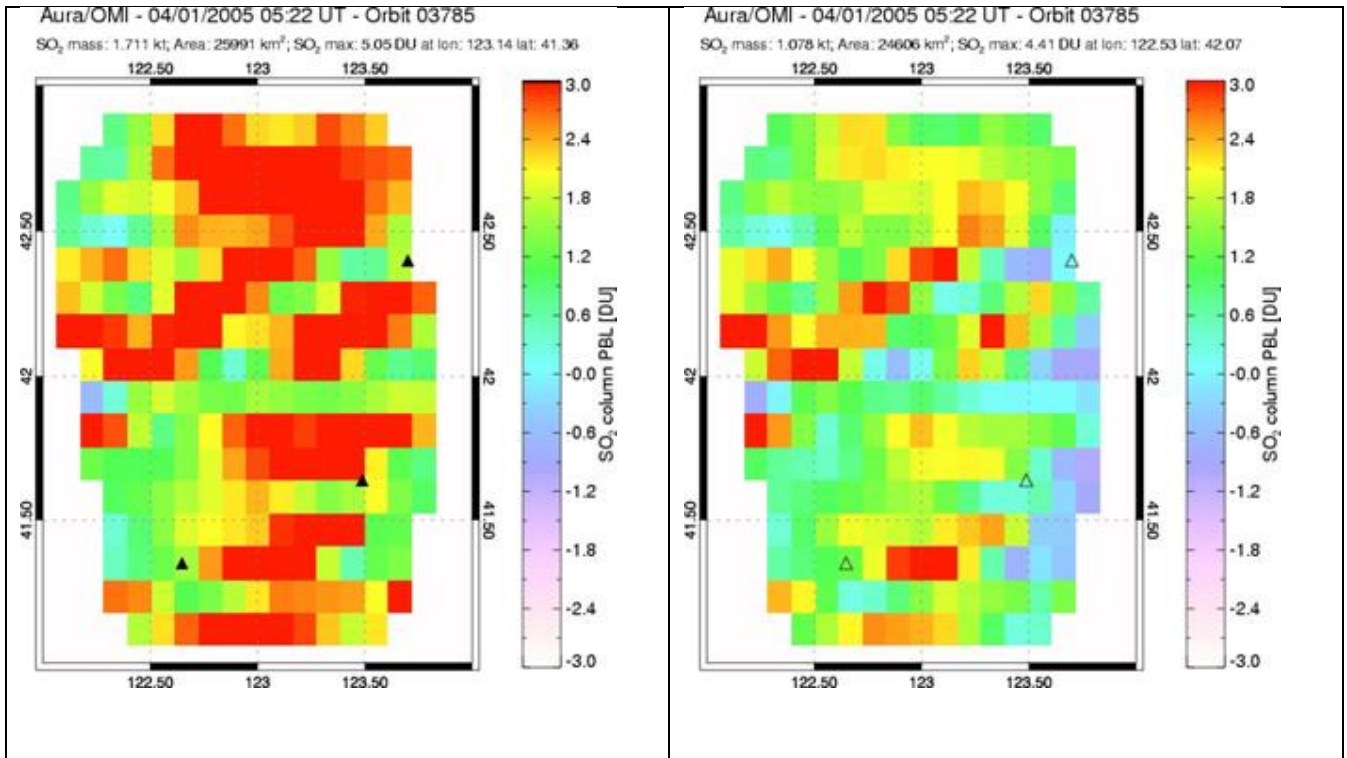 Aura/OMI - 04/01/2005 05:22 UT - Orbit 03785
SO₂ mass: 1.711 kt; Area: 25991 km²; SO₂ max: 5.05 DU at lon: 123.14 lat: 41.36
122.50 123 123.50
42.50 42.50
42 42
41.50 41.50
122.50 123 123.50
3.0
2.4
1.8
1.2
0.6
-0.0
-0.6
-1.2
-1.8
-2.4
-3.0
SO₂ column PBL [DU]
Aura/OMI - 04/01/2005 05:22 UT - Orbit 03785
SO₂ mass: 1.078 kt; Area: 24606 km²; SO₂ max: 4.41 DU at lon: 122.53 lat: 42.07
122.50 123 123.50
42.50 42.50
42 42
41.50 41.50
122.50 123 123.50
3.0
2.4
1.8
1.2
0.6
-0.0
-0.6
-1.2
-1.8
-2.4
-3.0
SO₂ column PBL [DU]